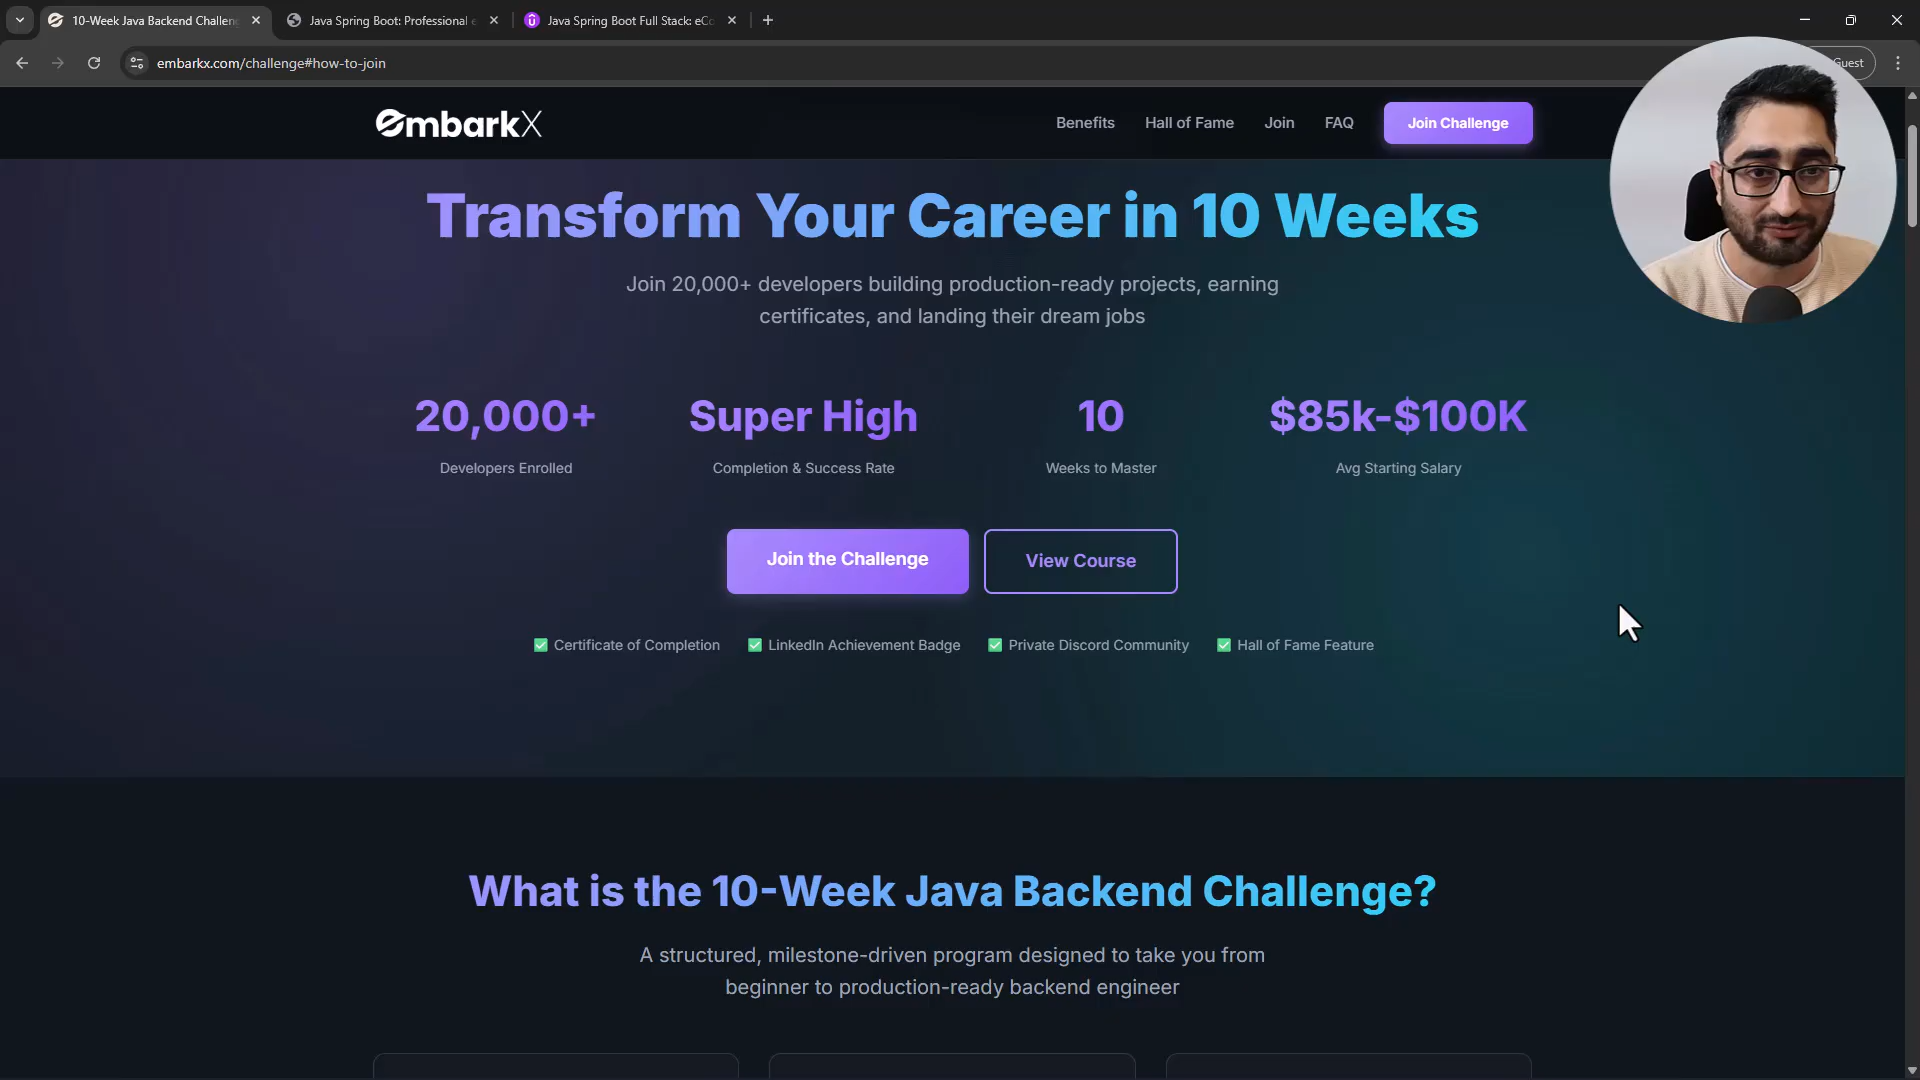 10-Week Java Backend Challen
Java Spring Boot: Professional e
Java Spring Boot Full Stack: eCo
embarkx.com/challenge#how-to-join
Guest
EmbarkX
Benefits
Hall of Fame
Join
FAQ
Join Challenge
Transform Your Career in 10 Weeks
Join 20,000+ developers building production-ready projects, earning
certificates, and landing their dream jobs
20,000+
Developers Enrolled
Super High
Completion & Success Rate
10
Weeks to Master
$85k-$100K
Avg Starting Salary
Join the Challenge
View Course
✅ Certificate of Completion
✅ LinkedIn Achievement Badge
✅ Private Discord Community
✅ Hall of Fame Feature
What is the 10-Week Java Backend Challenge?
A structured, milestone-driven program designed to take you from
beginner to production-ready backend engineer